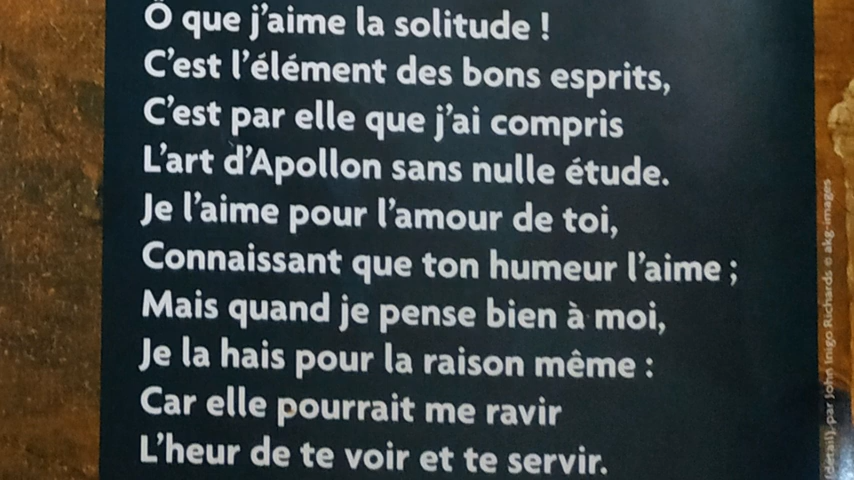 Ô que j'aime la solitude !
C'est l'élément des bons esprits,
C'est par elle que j'ai compris
L'art d'Apollon sans nulle étude.
Je l'aime pour l'amour de toi,
Connaissant que ton humeur l'aime ;
Mais quand je pense bien à moi,
Je la hais pour la raison même :
Car elle pourrait me ravir
L'heur de te voir et te servir.
(détail), par John Inigo Richards © akg-images